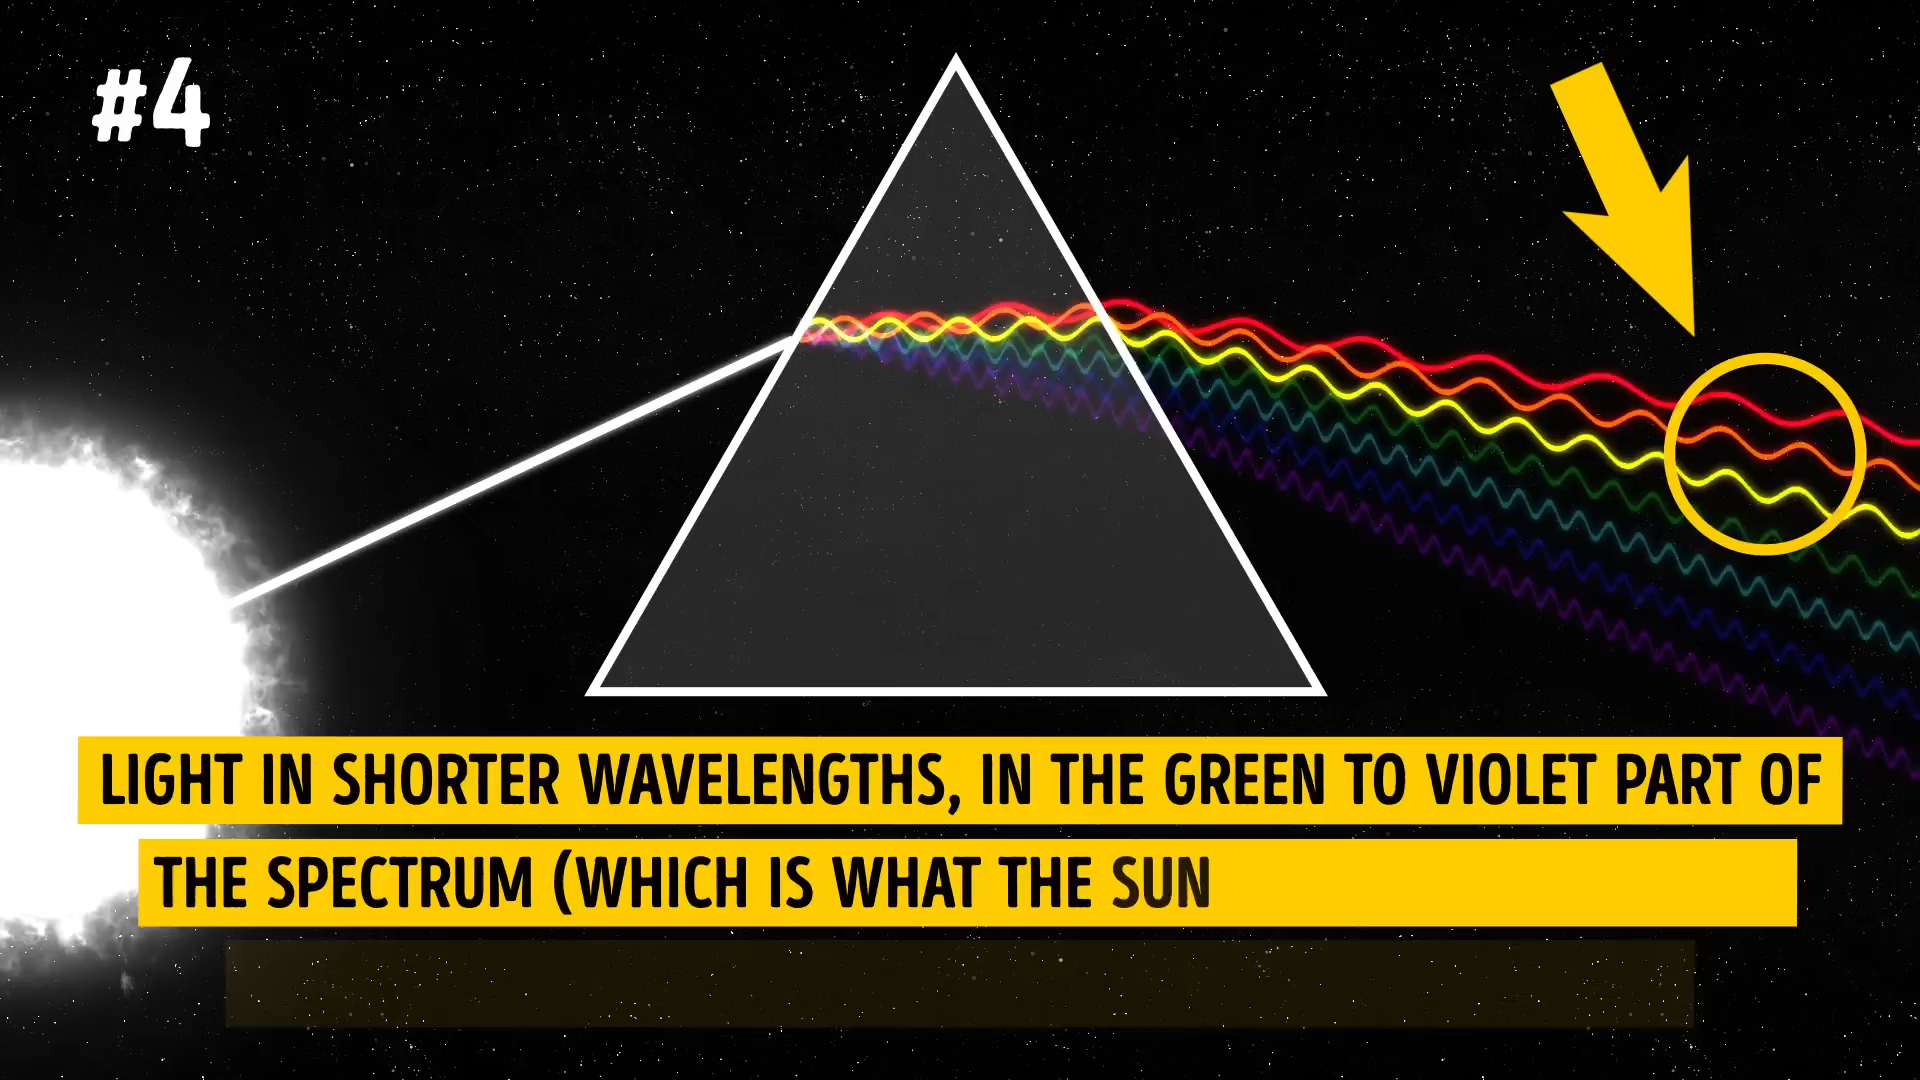 #4
LIGHT IN SHORTER WAVELENGTHS, IN THE GREEN TO VIOLET PART OF
THE SPECTRUM (WHICH IS WHAT THE SUN